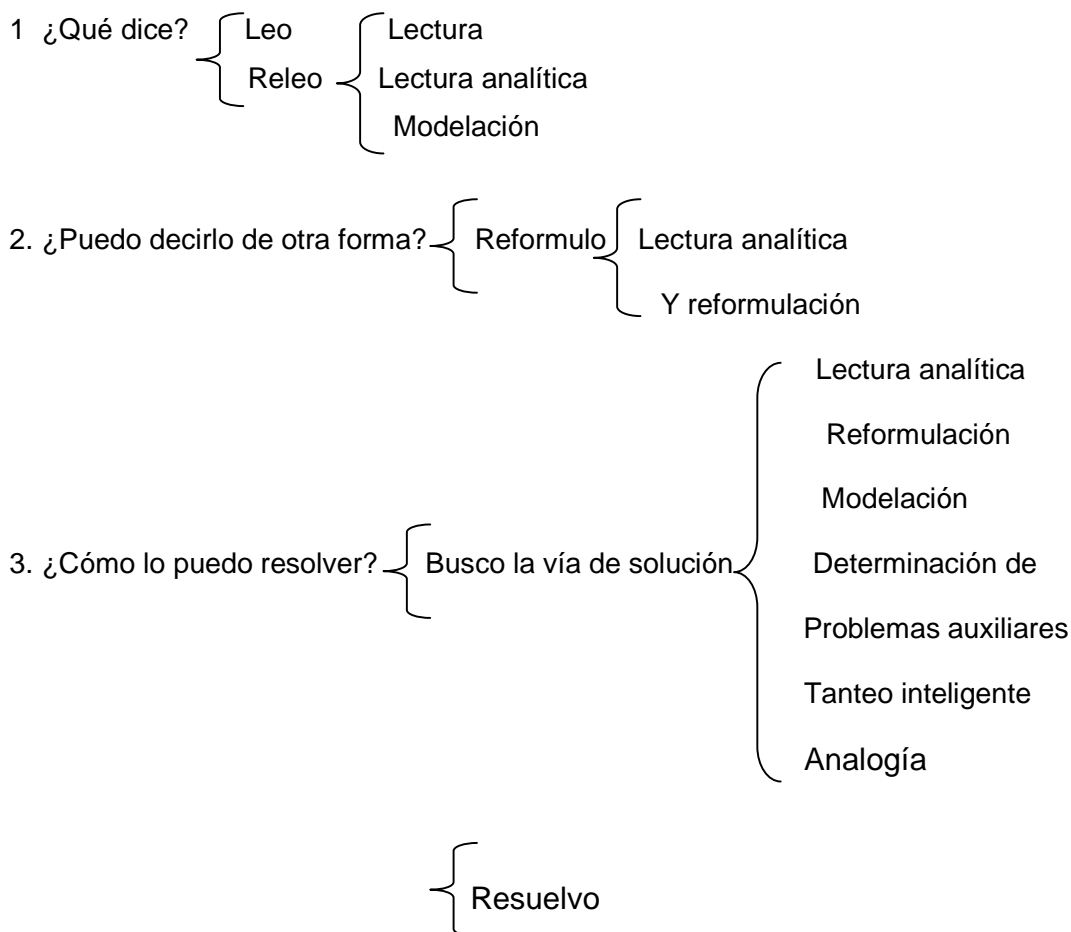 1 ¿Qué dice? Leo Lectura
Releo Lectura analítica
Modelación
2. ¿Puedo decirlo de otra forma? Reformulo Lectura analítica
Y reformulación
Lectura analítica
Reformulación
Modelación
3. ¿Cómo lo puedo resolver? Busco la vía de solución Determinación de
Problemas auxiliares
Tanteo inteligente
Analogía
Resuelvo